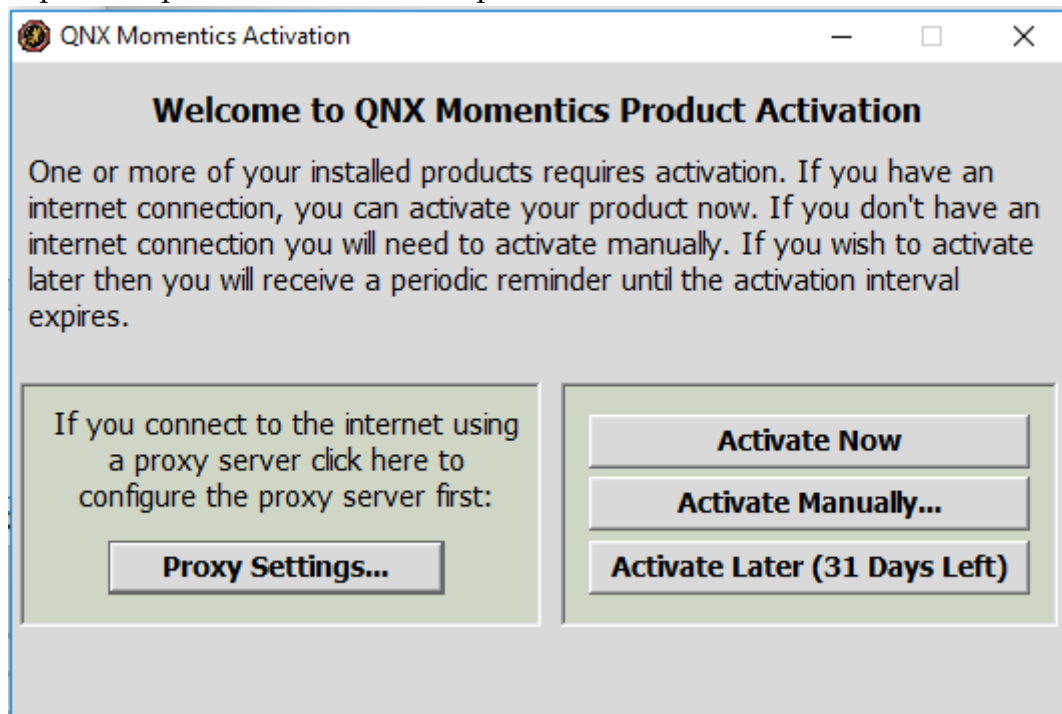 QNX Momentics Activation
Welcome to QNX Momentics Product Activation
One or more of your installed products requires activation. If you have an
internet connection, you can activate your product now. If you don't have an
internet connection you will need to activate manually. If you wish to activate
later then you will receive a periodic reminder until the activation interval
expires.
If you connect to the internet using
a proxy server click here to
configure the proxy server first:
Proxy Settings...
Activate Now
Activate Manually...
Activate Later (31 Days Left)